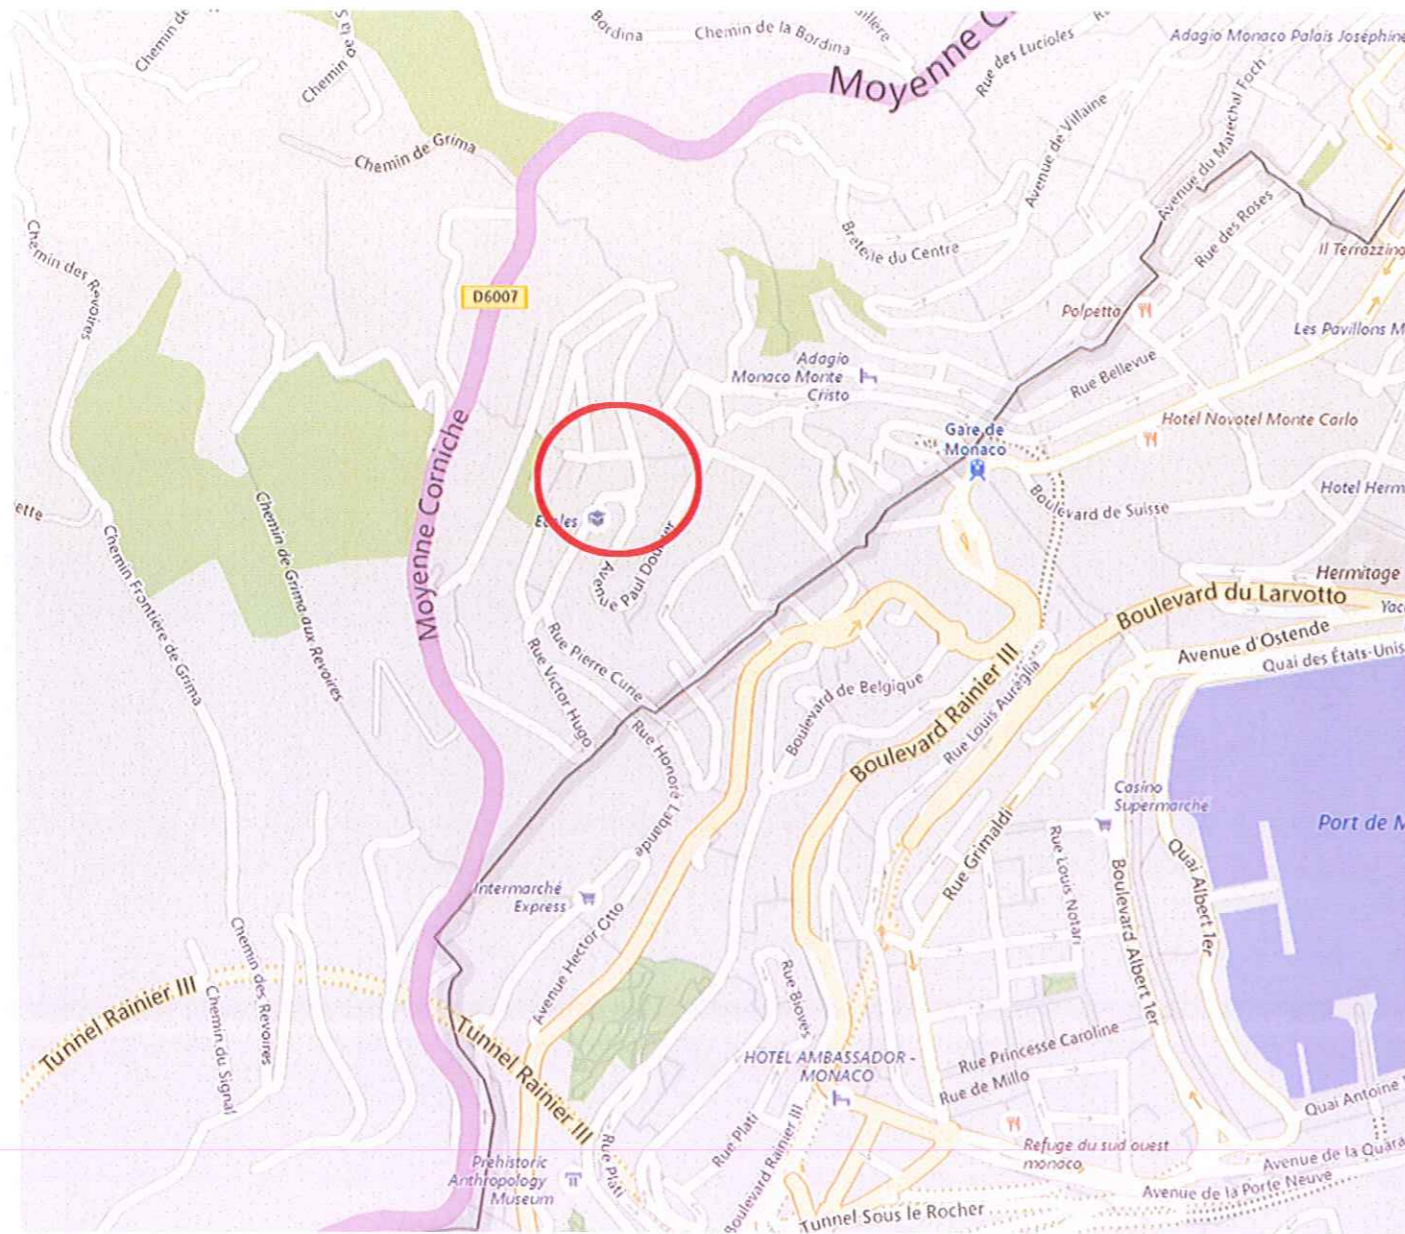 Bordina
Chemin de la Bordina
Moyenne
Rue des Lucioles
Adagio Monaco Palais Joséphine
Chemin de Grima
Avenue de Villaine
Avenue du Marechal Foch
Chemin des Revoires
Bretelle du Centre
Rue des Roses
Il Terrazzino
D6007
Polpetta
Les Pavillons M
Adagio
Monaco Monte
Cristo
Rue Bellevue
Moyenne Corniche
Gare de
Monaco
Hotel Novotel Monte Carlo
Hotel Herm
Boulevard de Suisse
ette
Ecoles
Avenue Paul Doumer
Chemin de Grima aux Revoires
Chemin Frontière de Grima
Hermitage
Boulevard du Larvotto
Avenue d'Ostende
Quai des États-Unis
Rue Pierre Curie
Rue Victor Hugo
Boulevard de Belgique
Boulevard Rainier III
Rue Louis Aureglia
Rue Honoré Labande
Casino
Supermarché
Port de M
Rue Grimaldi
Rue Louis Notari
Boulevard Albert 1er
Quai Albert 1er
Intermarché
Express
Avenue Hector Otto
Chemin des Revoires
Tunnel Rainier III
Chemin du Signal
Tunnel Rainier III
Rue Bovés
HOTEL AMBASSADOR -
MONACO
Rue Princesse Caroline
Rue de Millo
Quai Antoine
Rue Plati
Rue Plati
Boulevard Rainier III
Refuge du sud ouest
monaco
Avenue de la Quara
Avenue de la Porte Neuve
Prehistoric
Anthropology
Museum
Tunnel Sous le Rocher